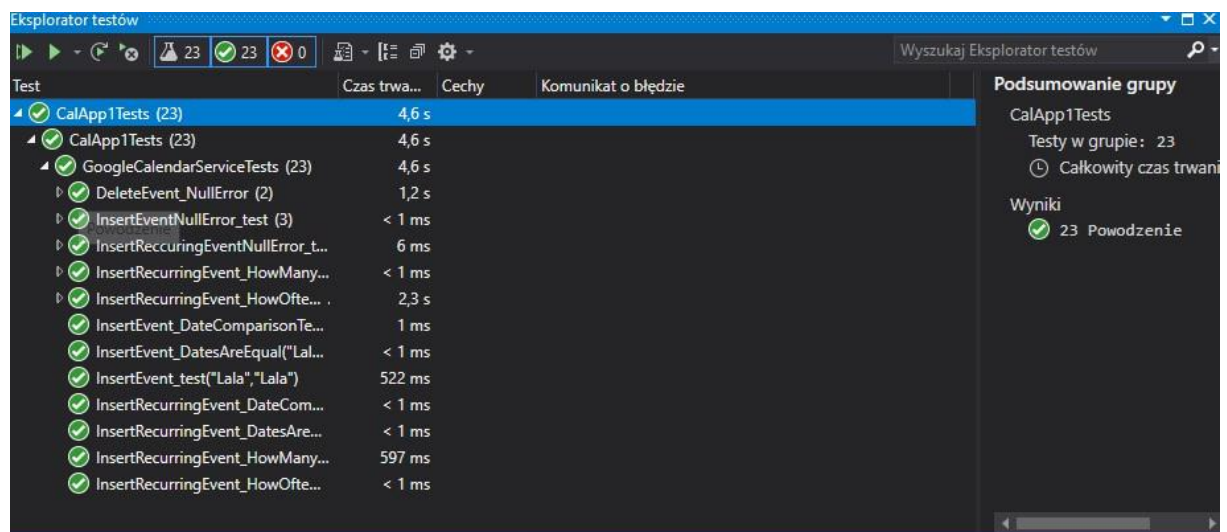 Eksplorator testów
23 23 0 Wyszukaj Eksplorator testów
Test Czas trwa... Cechy Komunikat o błędzie
CalApp1Tests (23) 4,6 s
CalApp1Tests (23) 4,6 s
GoogleCalendarServiceTests (23) 4,6 s
DeleteEvent_NullError (2) 1,2 s
InsertEventNullError_test (3) < 1 ms
Powodzenie
InsertReccuringEventNullError_t... 6 ms
InsertRecurringEvent_HowMany... < 1 ms
InsertRecurringEvent_HowOfte... . 2,3 s
InsertEvent_DateComparisonTe... 1 ms
InsertEvent_DatesAreEqual("Lal... < 1 ms
InsertEvent_test("Lala","Lala") 522 ms
InsertRecurringEvent_DateCom... < 1 ms
InsertRecurringEvent_DatesAre... < 1 ms
InsertRecurringEvent_HowMany... 597 ms
InsertRecurringEvent_HowOfte... < 1 ms
Podsumowanie grupy
CalApp1Tests
Testy w grupie: 23
Całkowity czas trwani
Wyniki
23 Powodzenie